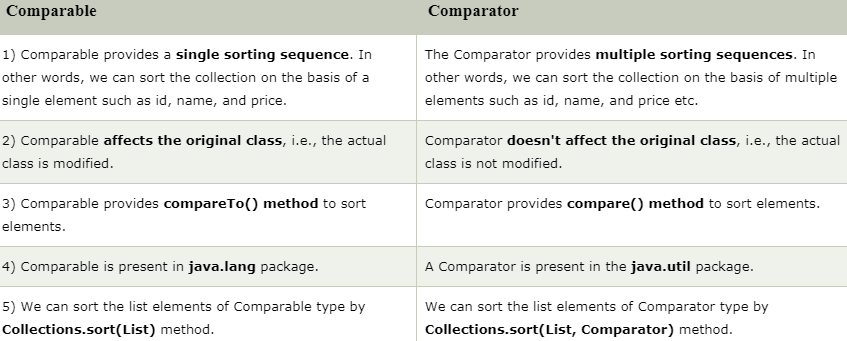 Comparable
Comparator
1) Comparable provides a single sorting sequence. In
other words, we can sort the collection on the basis of a
single element such as id, name, and price.
The Comparator provides multiple sorting sequences. In
other words, we can sort the collection on the basis of multiple
elements such as id, name, and price etc.
2) Comparable affects the original class, i.e., the actual
class is modified.
Comparator doesn't affect the original class, i.e., the actual
class is not modified.
3) Comparable provides compareTo() method to sort
elements.
Comparator provides compare() method to sort elements.
4) Comparable is present in java.lang package.
A Comparator is present in the java.util package.
5) We can sort the list elements of Comparable type by
Collections.sort(List) method.
We can sort the list elements of Comparator type by
Collections.sort(List, Comparator) method.